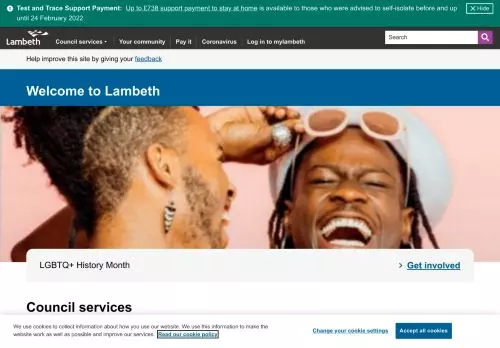 Test and Trace Support Payment: Up to £738 support payment to stay at home is available to those who were advised to self-isolate before and up
until 24 February 2022
Hide
Lambeth
Council services
Your community
Pay it
Coronavirus
Log in to mylambeth
Search
Help improve this site by giving your feedback
Welcome to Lambeth
LGBTQ+ History Month
Get involved
Council services
We use cookies to collect information about how you use our website. We use this information to make the
website work as well as possible and improve our services. Read our cookie policy
Change your cookie settings
Accept all cookies